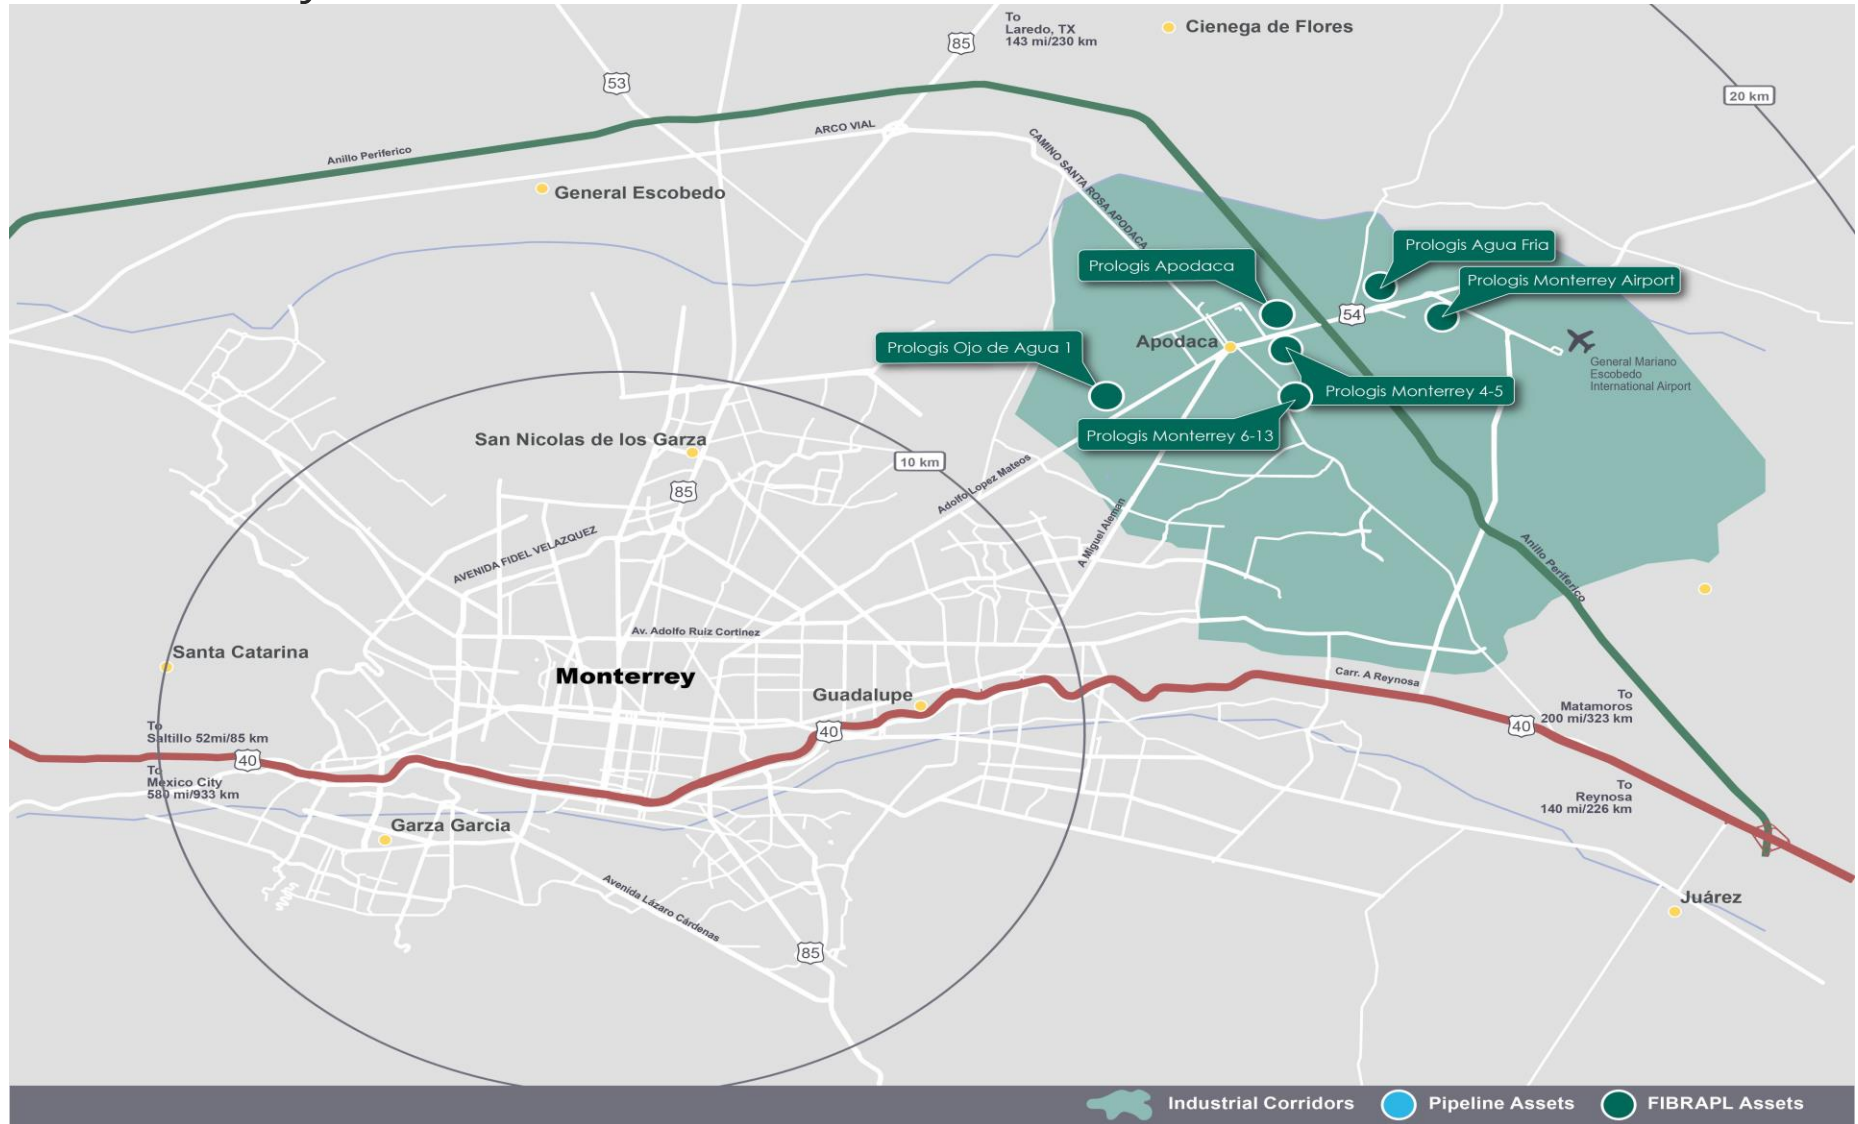 To
Laredo, TX
143 mi/230 km
Cienega de Flores
85
53
20 km
ARCO VIAL
Anillo Periferico
CAMINO SANTA ROSA APODACA
General Escobedo
Prologis Agua Fria
Prologis Apodaca
Prologis Monterrey Airport
54
Apodaca
Prologis Ojo de Agua 1
General Mariano
Escobedo
International Airport
Prologis Monterrey 4-5
Prologis Monterrey 6-13
San Nicolas de los Garza
10 km
85
Adolfo Lopez Mateos
A Miguel Aleman
AVENIDA FIDEL VELAZQUEZ
Anillo Periferico
Av. Adolfo Ruiz Cortinez
Santa Catarina
Monterrey
Guadalupe
Carr. A Reynosa
To
Matamoros
200 mi/323 km
40
40
To
Saltillo 52mi/85 km
40
To
Mexico City
580 mi/933 km
To
Reynosa
140 mi/226 km
Garza Garcia
Avenida Lázaro Cárdenas
Juárez
85
Industrial Corridors
Pipeline Assets
FIBRAPL Assets